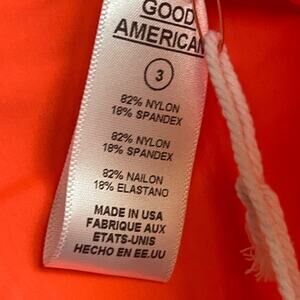 GOOD
AMERICAN
3
82% NYLON
18% SPANDEX
82% NYLON
18% SPANDEX
82% NAILON
18% ELASTANO
MADE IN USA
FABRIQUE AUX
ETATS-UNIS
HECHO EN EE.UU